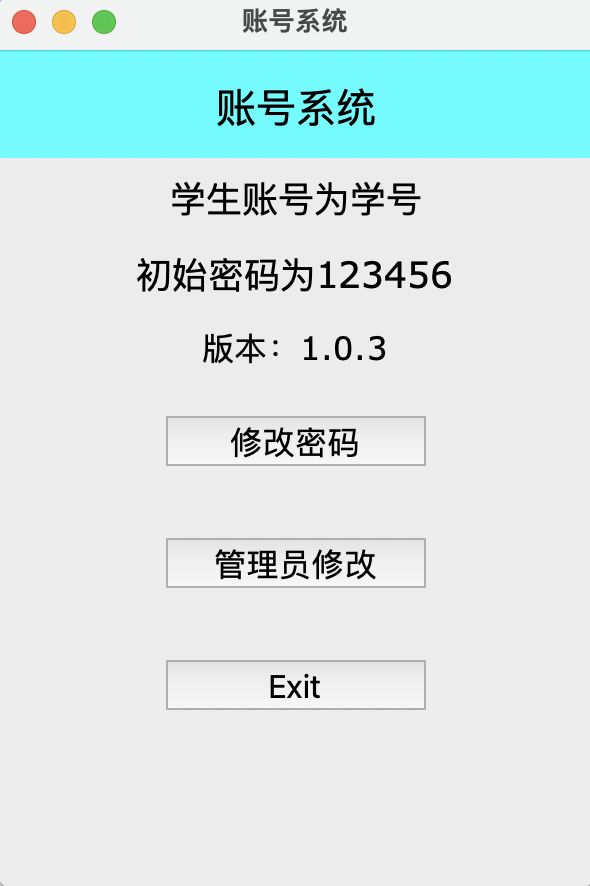 账号系统
账号系统
学生账号为学号
初始密码为123456
版本：1.0.3
修改密码
管理员修改
Exit